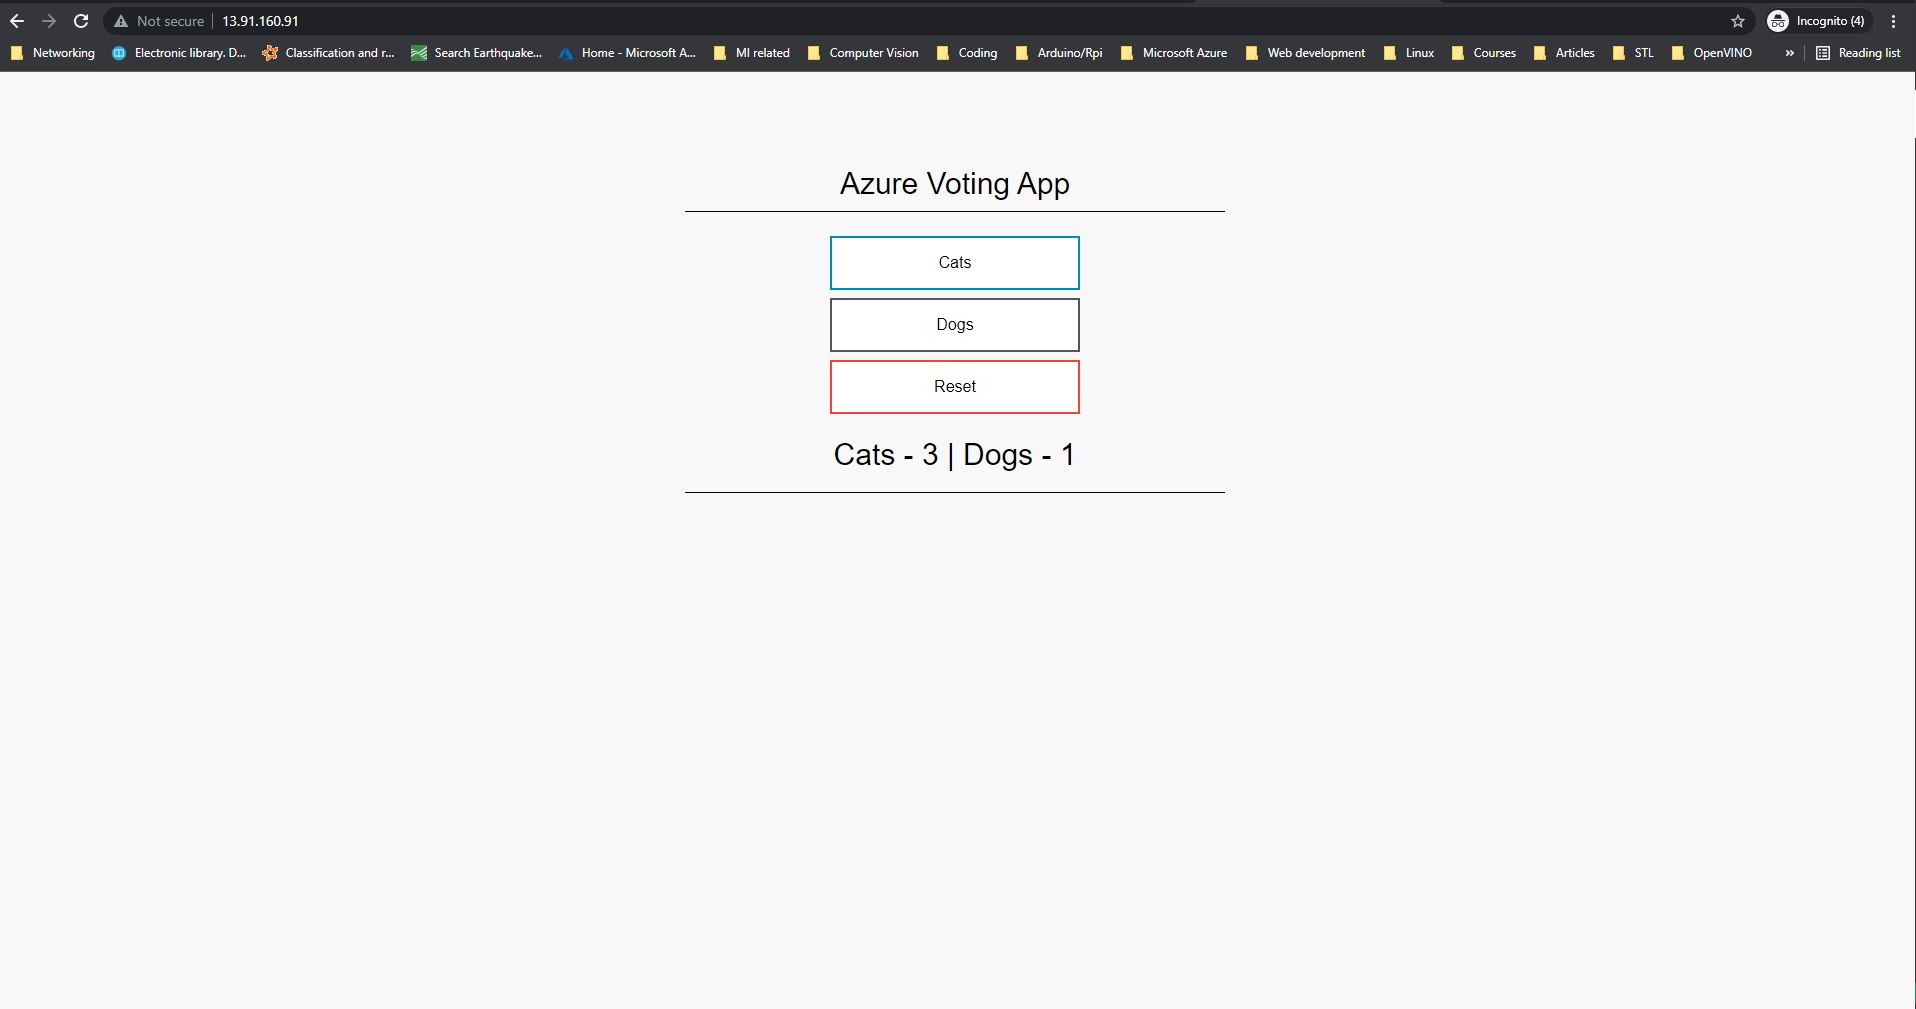 Not secure | 13.91.160.91 Incognito (4)
Networking Electronic library. D... Classification and r... Search Earthquake... Home - Microsoft A... Ml related Computer Vision Coding Arduino/Rpi Microsoft Azure Web development Linux Courses Articles STL OpenVINO » Reading list
Azure Voting App
Cats
Dogs
Reset
Cats - 3 | Dogs - 1